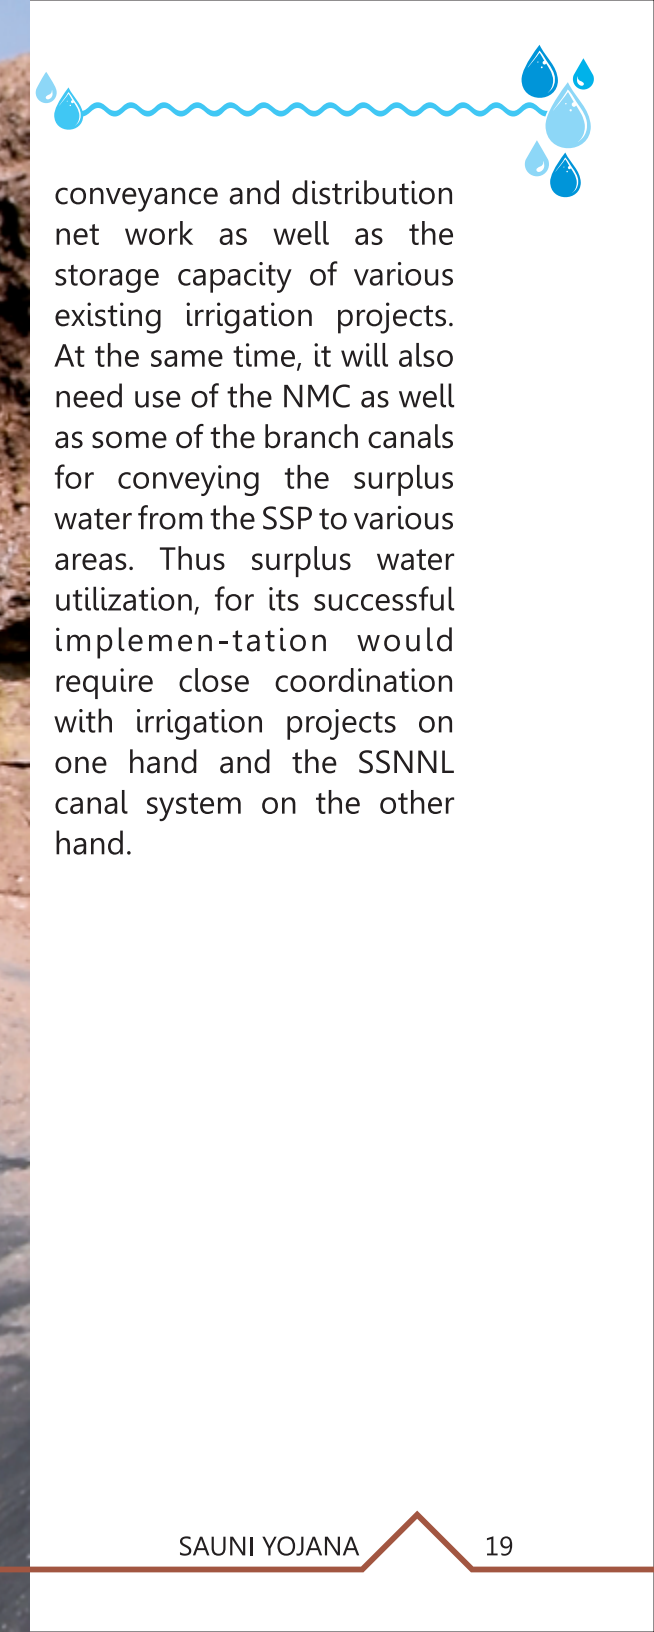 conveyance and distribution
net work as well as the
storage capacity of various
existing irrigation projects.
At the same time, it will also
need use of the NMC as well
as some of the branch canals
for conveying the surplus
water from the SSP to various
areas. Thus surplus water
utilization, for its successful
implemen-tation would
require close coordination
with irrigation projects on
one hand and the SSNNL
canal system on the other
hand.
SAUNI YOJANA 19